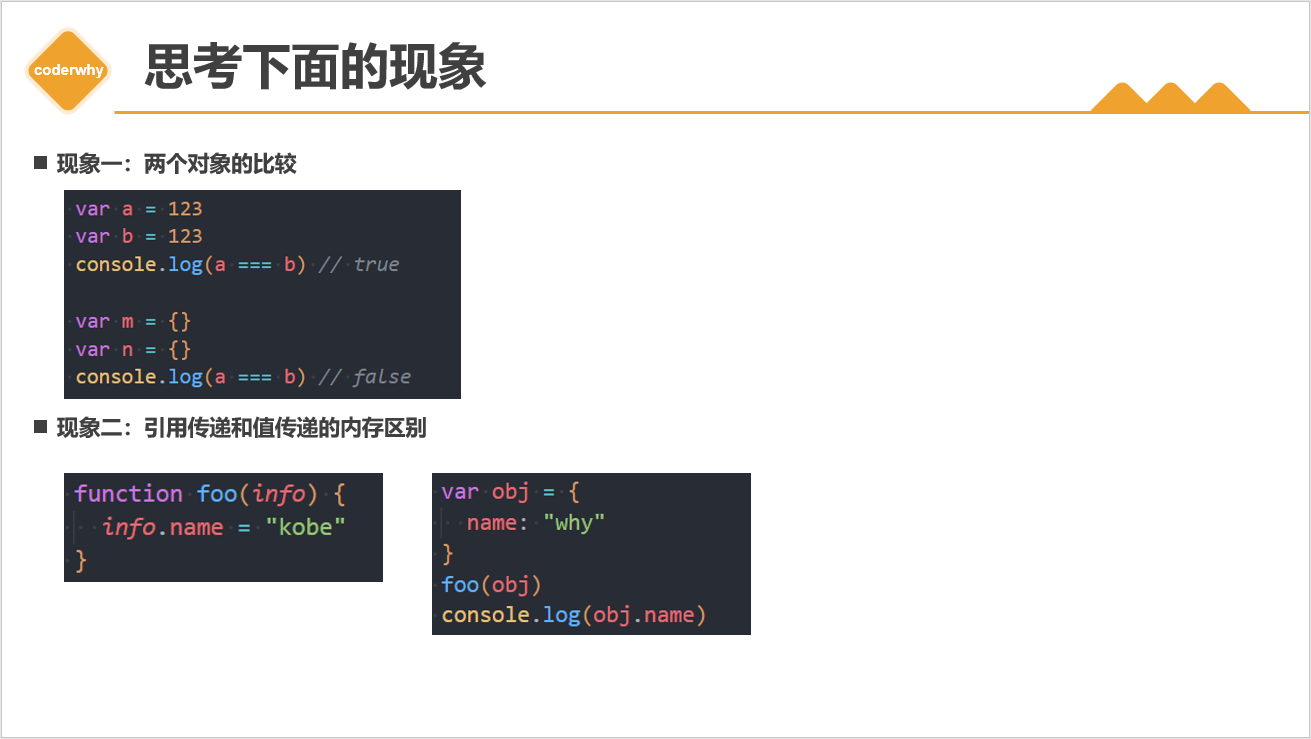 coderwhy
思考下面的现象
■ 现象一：两个对象的比较
var a = 123
var b = 123
console.log(a === b) // true
var m = {}
var n = {}
console.log(a === b) // false
■ 现象二：引用传递和值传递的内存区别
function foo(info) {
  info.name = "kobe"
}
var obj = {
  name: "why"
}
foo(obj)
console.log(obj.name)